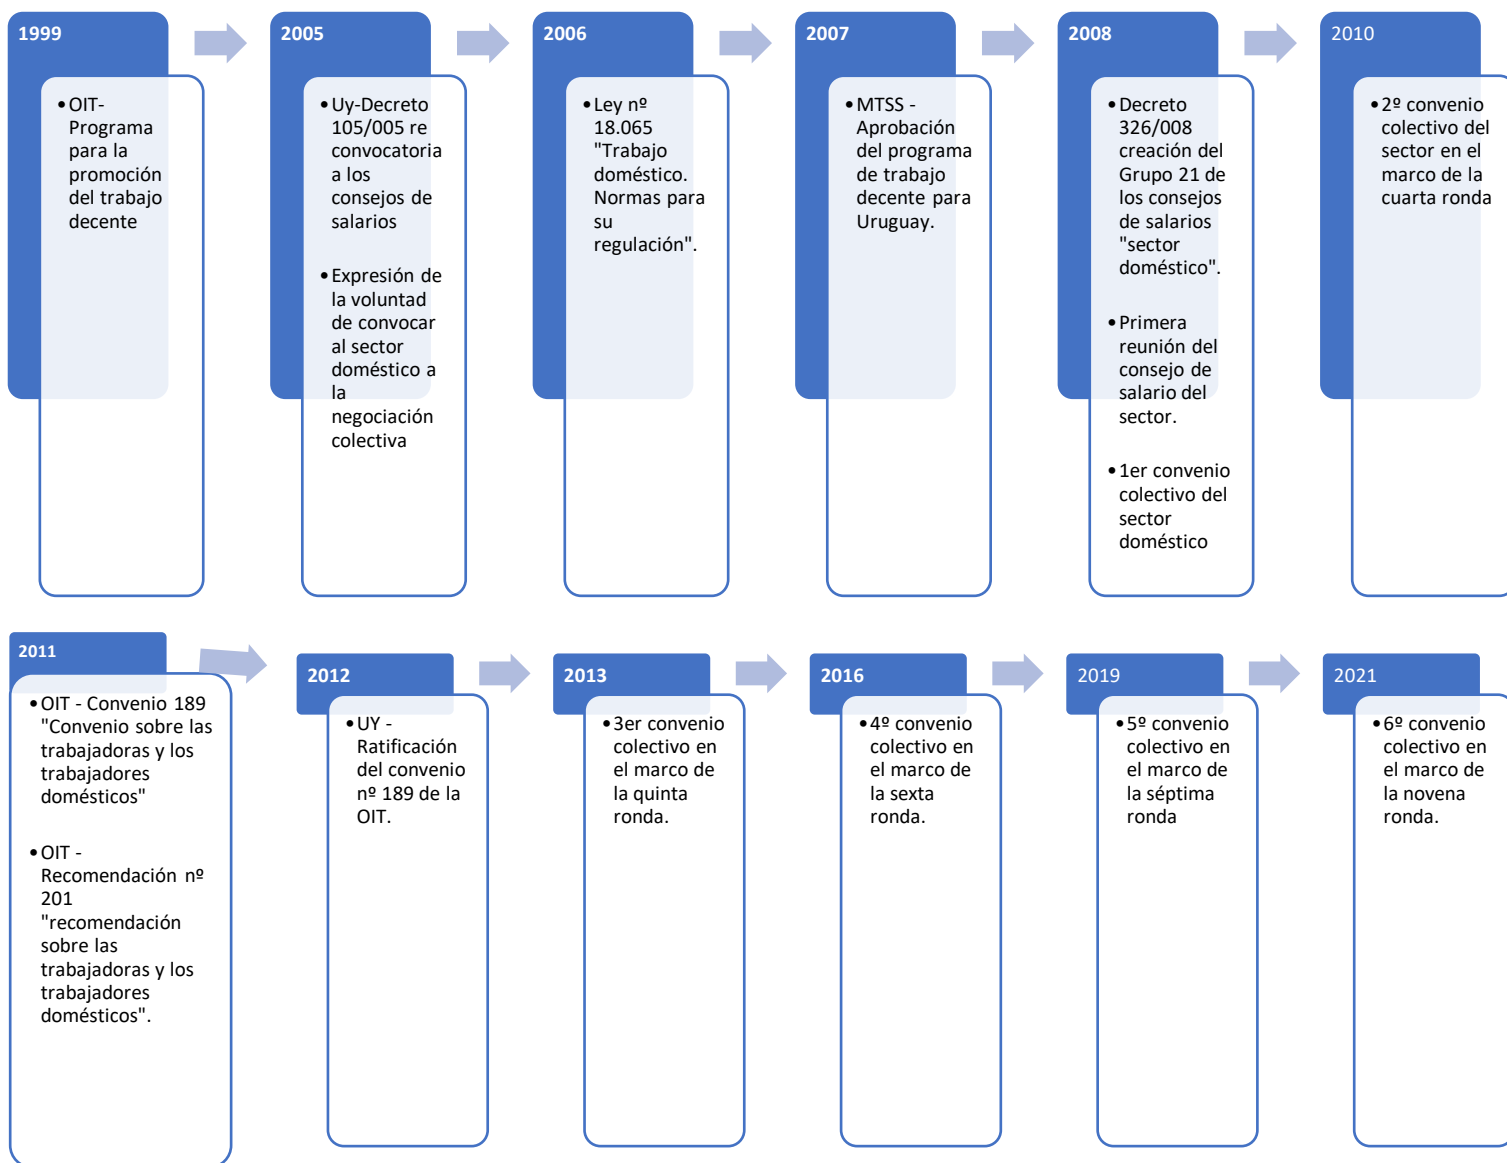 1999
• OIT-
Programa
para la
promoción
del trabajo
decente
2005
• Uy-Decreto
105/005 re
convocatoria
a los
consejos de
salarios
• Expresión de
la voluntad
de convocar
al sector
doméstico a
la
negociación
colectiva
2006
• Ley nº
18.065
"Trabajo
doméstico.
Normas para
su
regulación".
2007
• MTSS -
Aprobación
del programa
de trabajo
decente para
Uruguay.
2008
• Decreto
326/008
creación del
Grupo 21 de
los consejos
de salarios
"sector
doméstico".
• Primera
reunión del
consejo de
salario del
sector.
• 1er convenio
colectivo del
sector
doméstico
2010
• 2º convenio
colectivo del
sector en el
marco de la
cuarta ronda
2011
• OIT - Convenio 189
"Convenio sobre las
trabajadoras y los
trabajadores
domésticos"
• OIT -
Recomendación nº
201
"recomendación
sobre las
trabajadoras y los
trabajadores
domésticos".
2012
• UY -
Ratificación
del convenio
nº 189 de la
OIT.
2013
• 3er convenio
colectivo en
el marco de
la quinta
ronda.
2016
• 4º convenio
colectivo en
el marco de
la sexta
ronda.
2019
• 5º convenio
colectivo en
el marco de
la séptima
ronda
2021
• 6º convenio
colectivo en
el marco de
la novena
ronda.